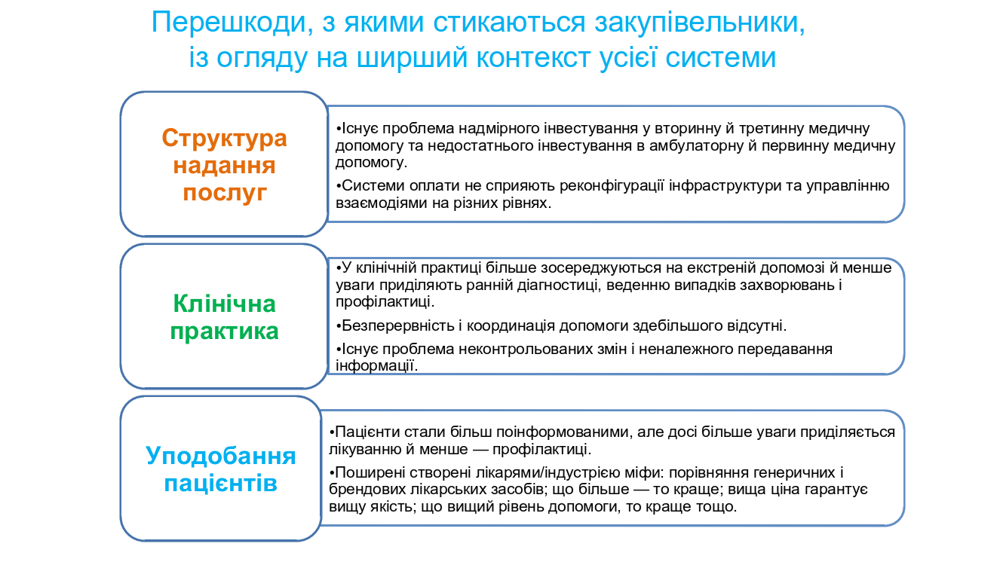 Перешкоди, з якими стикаються закупівельники,
із огляду на ширший контекст усієї системи
Структура
надання
послуг
•Існує проблема надмірного інвестування у вторинну й третинну медичну
допомогу та недостатнього інвестування в амбулаторну й первинну медичну
допомогу.
•Системи оплати не сприяють реконфігурації інфраструктури та управлінню
взаємодіями на різних рівнях.
Клінічна
практика
•У клінічній практиці більше зосереджуються на екстреній допомозі й менше
уваги приділяють ранній діагностиці, веденню випадків захворювань і
профілактиці.
•Безперервність і координація допомоги здебільшого відсутні.
•Існує проблема неконтрольованих змін і неналежного передавання
інформації.
Уподобання
пацієнтів
•Пацієнти стали більш поінформованими, але досі більше уваги приділяється
лікуванню й менше — профілактиці.
•Поширені створені лікарями/індустрією міфи: порівняння генеричних і
брендових лікарських засобів; що більше — то краще; вища ціна гарантує
вищу якість; що вищий рівень допомоги, то краще тощо.